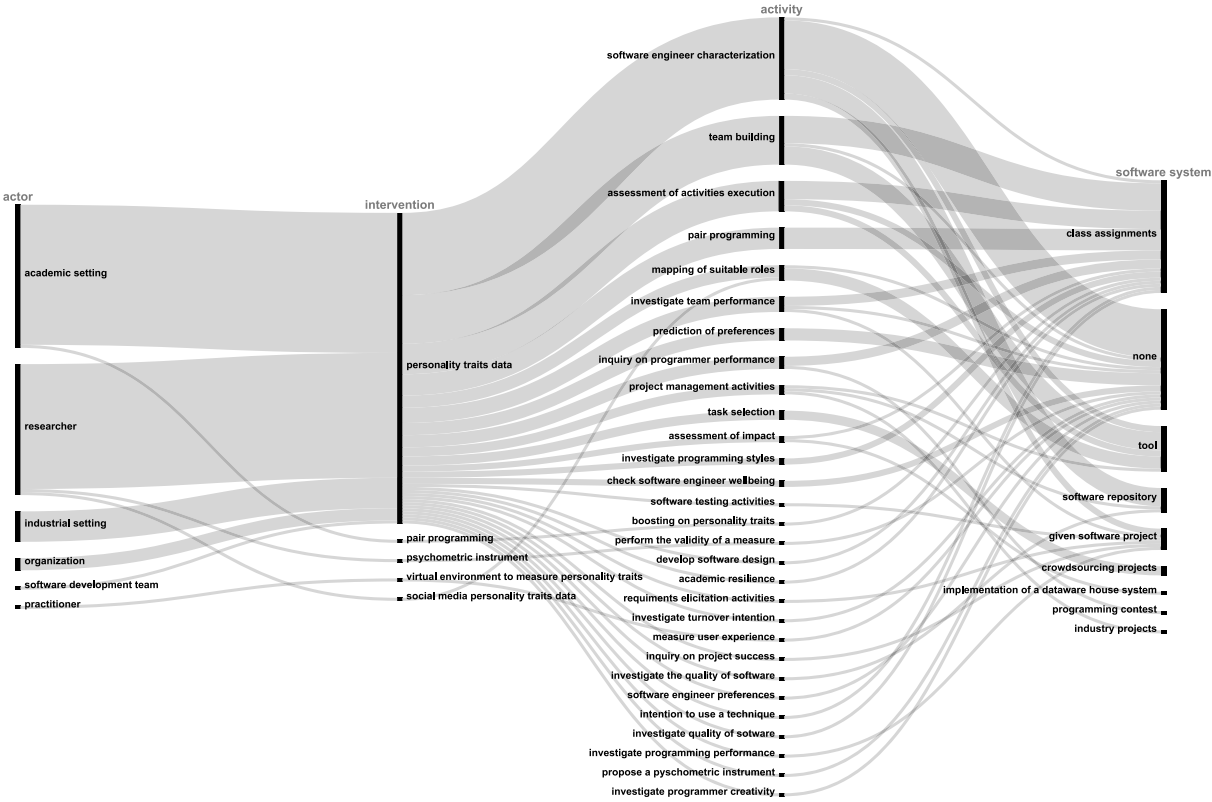 actor
academic setting
researcher
industrial setting
organization
software development team
practitioner
intervention
personality traits data
pair programming
psychometric instrument
virtual environment to measure personality traits
social media personality traits data
activity
software engineer characterization
team building
assessment of activities execution
pair programming
mapping of suitable roles
investigate team performance
prediction of preferences
inquiry on programmer performance
project management activities
task selection
assessment of impact
investigate programming styles
check software engineer wellbeing
software testing activities
boosting on personality traits
perform the validity of a measure
develop software design
academic resilience
requiments elicitation activities
investigate turnover intention
measure user experience
inquiry on project success
investigate the quality of software
software engineer preferences
intention to use a technique
investigate quality of sotware
investigate programming performance
propose a pyschometric instrument
investigate programmer creativity
software system
class assignments
none
tool
software repository
given software project
crowdsourcing projects
implementation of a dataware house system
programming contest
industry projects